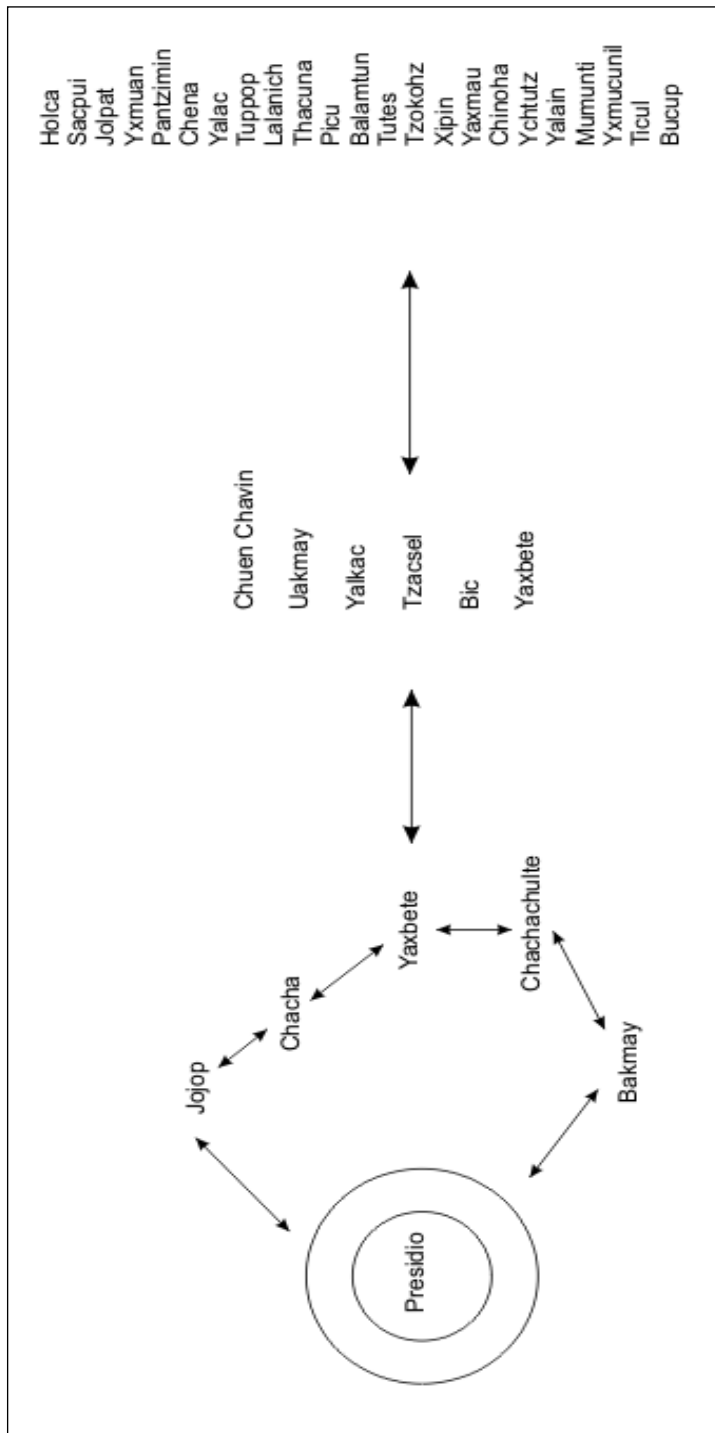 Presidio
Jojop
Chacha
Yaxbete
Chachachulte
Bakmay
Chuen Chavin
Uakmay
Yalkac
Tzacsel
Bic
Yaxbete
Holca
Sacpui
Jolpat
Yxmuan
Pantzimin
Chena
Yalac
Tuppop
Lalanich
Thacuna
Picu
Balamtun
Tutes
Tzokohz
Xipin
Yaxmau
Chinoha
Ychtutz
Yalain
Mumunti
Yxmucunil
Ticul
Bucup